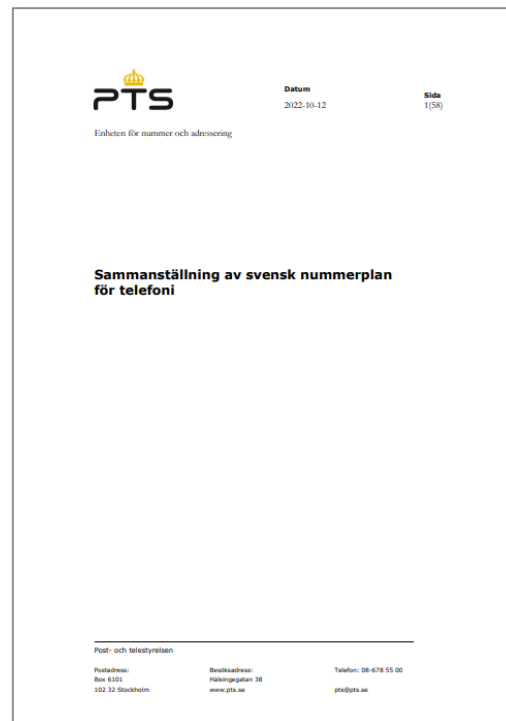 PTS
Datum
2022-10-12
Sida
1(58)
Enheten för nummer och adressering
Sammanställning av svensk nummerplan
för telefoni
Post- och telestyrelsen
Postadress:
Box 6101
102 32 Stockholm
Besöksadress:
Hälsingegatan 38
www.pts.se
Telefon: 08-678 55 00
pts@pts.se